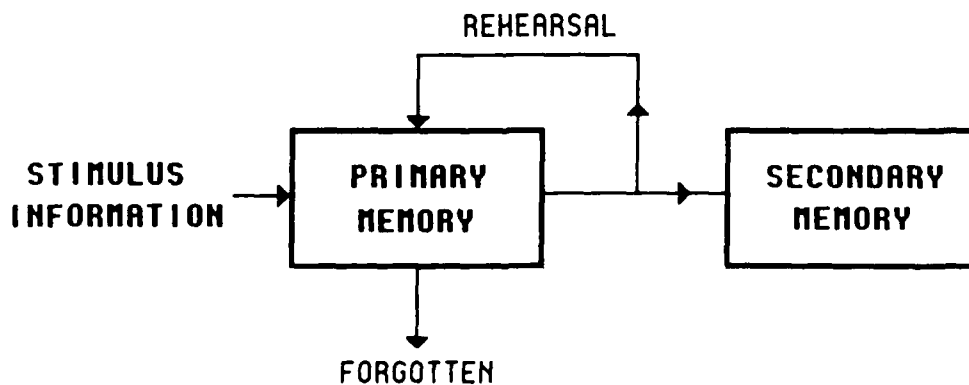 REHEARSAL
STIMULUS
INFORMATION
PRIMARY
MEMORY
SECONDARY
MEMORY
FORGOTTEN